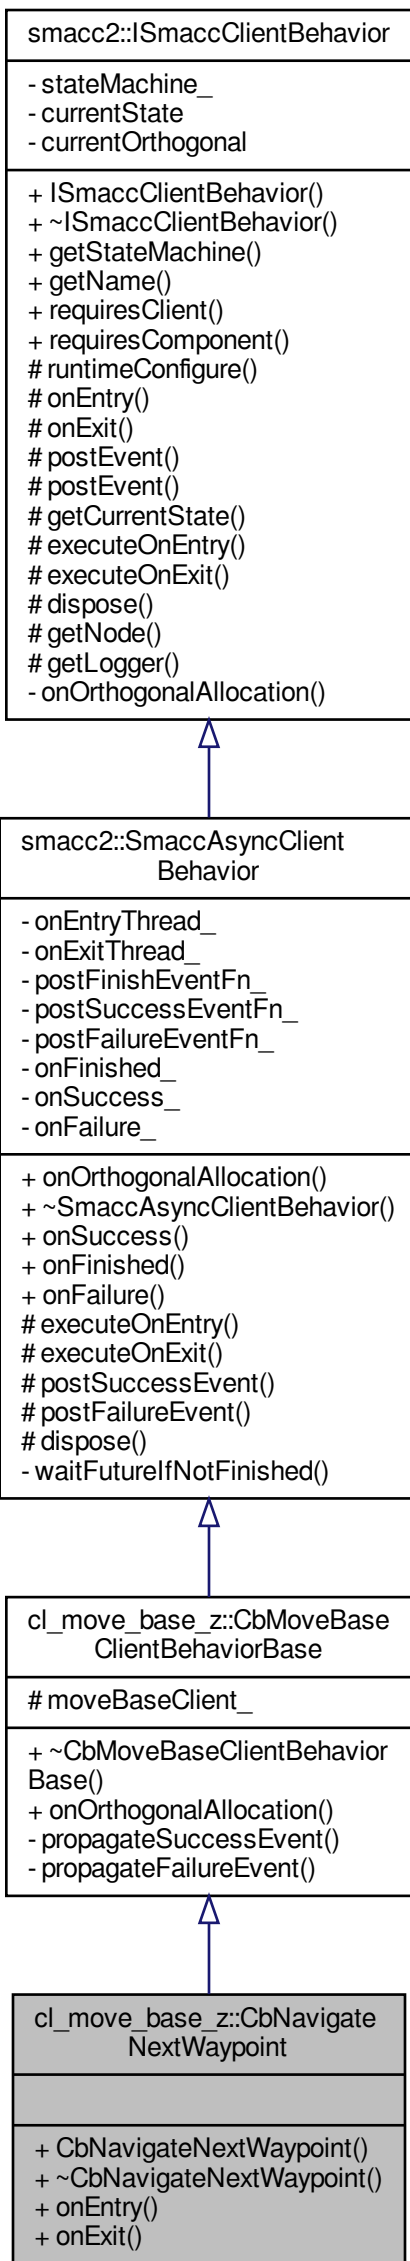 smacc2::ISmaccClientBehavior
- stateMachine_
- currentState
- currentOrthogonal
+ ISmaccClientBehavior()
+ ~ISmaccClientBehavior()
+ getStateMachine()
+ getName()
+ requiresClient()
+ requiresComponent()
# runtimeConfigure()
# onEntry()
# onExit()
# postEvent()
# postEvent()
# getCurrentState()
# executeOnEntry()
# executeOnExit()
# dispose()
# getNode()
# getLogger()
- onOrthogonalAllocation()
smacc2::SmaccAsyncClient
Behavior
- onEntryThread_
- onExitThread_
- postFinishEventFn_
- postSuccessEventFn_
- postFailureEventFn_
- onFinished_
- onSuccess_
- onFailure_
+ onOrthogonalAllocation()
+ ~SmaccAsyncClientBehavior()
+ onSuccess()
+ onFinished()
+ onFailure()
# executeOnEntry()
# executeOnExit()
# postSuccessEvent()
# postFailureEvent()
# dispose()
- waitFutureIfNotFinished()
cl_move_base_z::CbMoveBase
ClientBehaviorBase
# moveBaseClient_
+ ~CbMoveBaseClientBehavior
Base()
+ onOrthogonalAllocation()
- propagateSuccessEvent()
- propagateFailureEvent()
cl_move_base_z::CbNavigate
NextWaypoint
+ CbNavigateNextWaypoint()
+ ~CbNavigateNextWaypoint()
+ onEntry()
+ onExit()